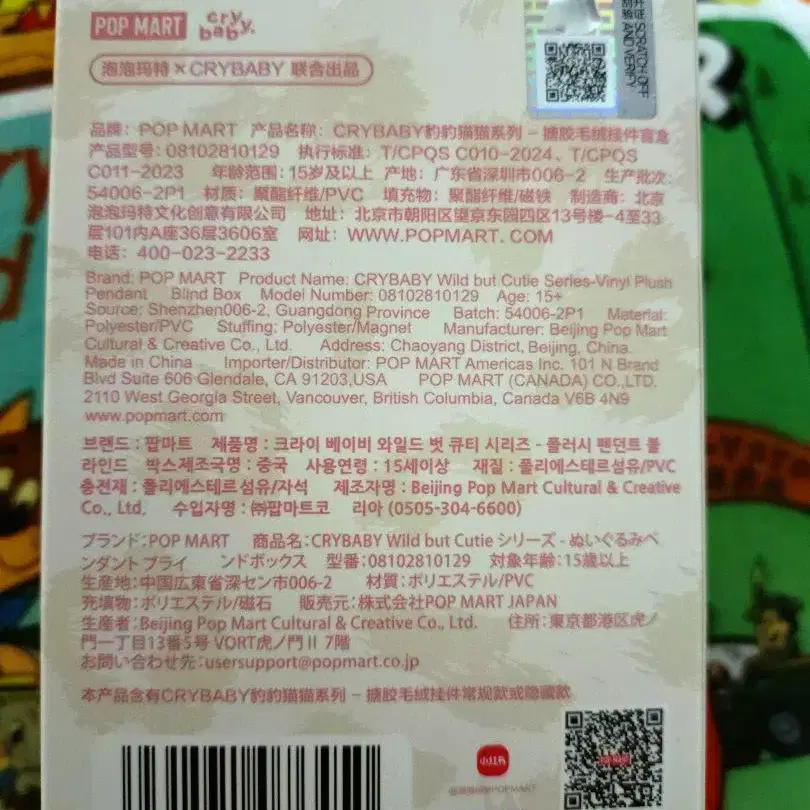 POP MART
cry baby.
SCRATCH OFF
AND VERIFY
泡泡玛特×CRYBABY 联合出品
品牌：POP MART 产品名称：CRYBABY豹豹猫猫系列 – 搪胶毛绒挂件盲盒
产品型号：08102810129 执行标准：T/CPQS C010-2024、T/CPQS
C011-2023 年龄范围：15岁及以上 产地：广东省深圳市006-2 生产批次：
54006-2P1 材质：聚酯纤维/PVC 填充物：聚酯纤维/磁铁 制造商：北京
泡泡玛特文化创意有限公司 地址：北京市朝阳区望京东园四区13号楼-4至33
层101内A座36层3606室 网址：WWW.POPMART.COM
电话：400-023-2233
Brand: POP MART Product Name: CRYBABY Wild but Cutie Series-Vinyl Plush
Pendant Blind Box Model Number: 08102810129 Age: 15+
Source: Shenzhen006-2, Guangdong Province Batch: 54006-2P1 Material:
Polyester/PVC Stuffing: Polyester/Magnet Manufacturer: Beijing Pop Mart
Cultural & Creative Co., Ltd. Address: Chaoyang District, Beijing, China.
Made in China Importer/Distributor: POP MART Americas Inc. 101 N Brand
Blvd Suite 606 Glendale, CA 91203,USA POP MART (CANADA) CO.,LTD.
2110 West Georgia Street, Vancouver, British Columbia, Canada V6B 4N9
www.popmart.com
브랜드 : 팝마트 제품명 : 크라이 베이비 와일드 벗 큐티 시리즈 - 플러시 펜던트 블
라인드 박스제조국명 : 중국 사용연령 : 15세이상 재질 : 폴리에스테르섬유/PVC
충전재 : 폴리에스테르섬유/자석 제조자명 : Beijing Pop Mart Cultural & Creative
Co., Ltd. 수입자명 : ㈜팝마트코 리아 (0505-304-6600)
ブランド:POP MART 商品名:CRYBABY Wild but Cutie シリーズ - ぬいぐるみペ
ンダント ブライ ンドボックス 型番:08102810129 対象年齢:15歳以上
生産地:中国広東省深セン市006-2 材質:ポリエステル/PVC
充填物:ポリエステル/磁石 販売元:株式会社POP MART JAPAN
生産者:Beijing Pop Mart Cultural & Creative Co., Ltd. 住所:東京都港区虎ノ
門一丁目13番5号 VORT虎ノ門Ⅱ 7階
お問い合わせ先:usersupport@popmart.co.jp
本产品含有CRYBABY豹豹猫猫系列 – 搪胶毛绒挂件常规款或隐藏款
小红书
POP MART